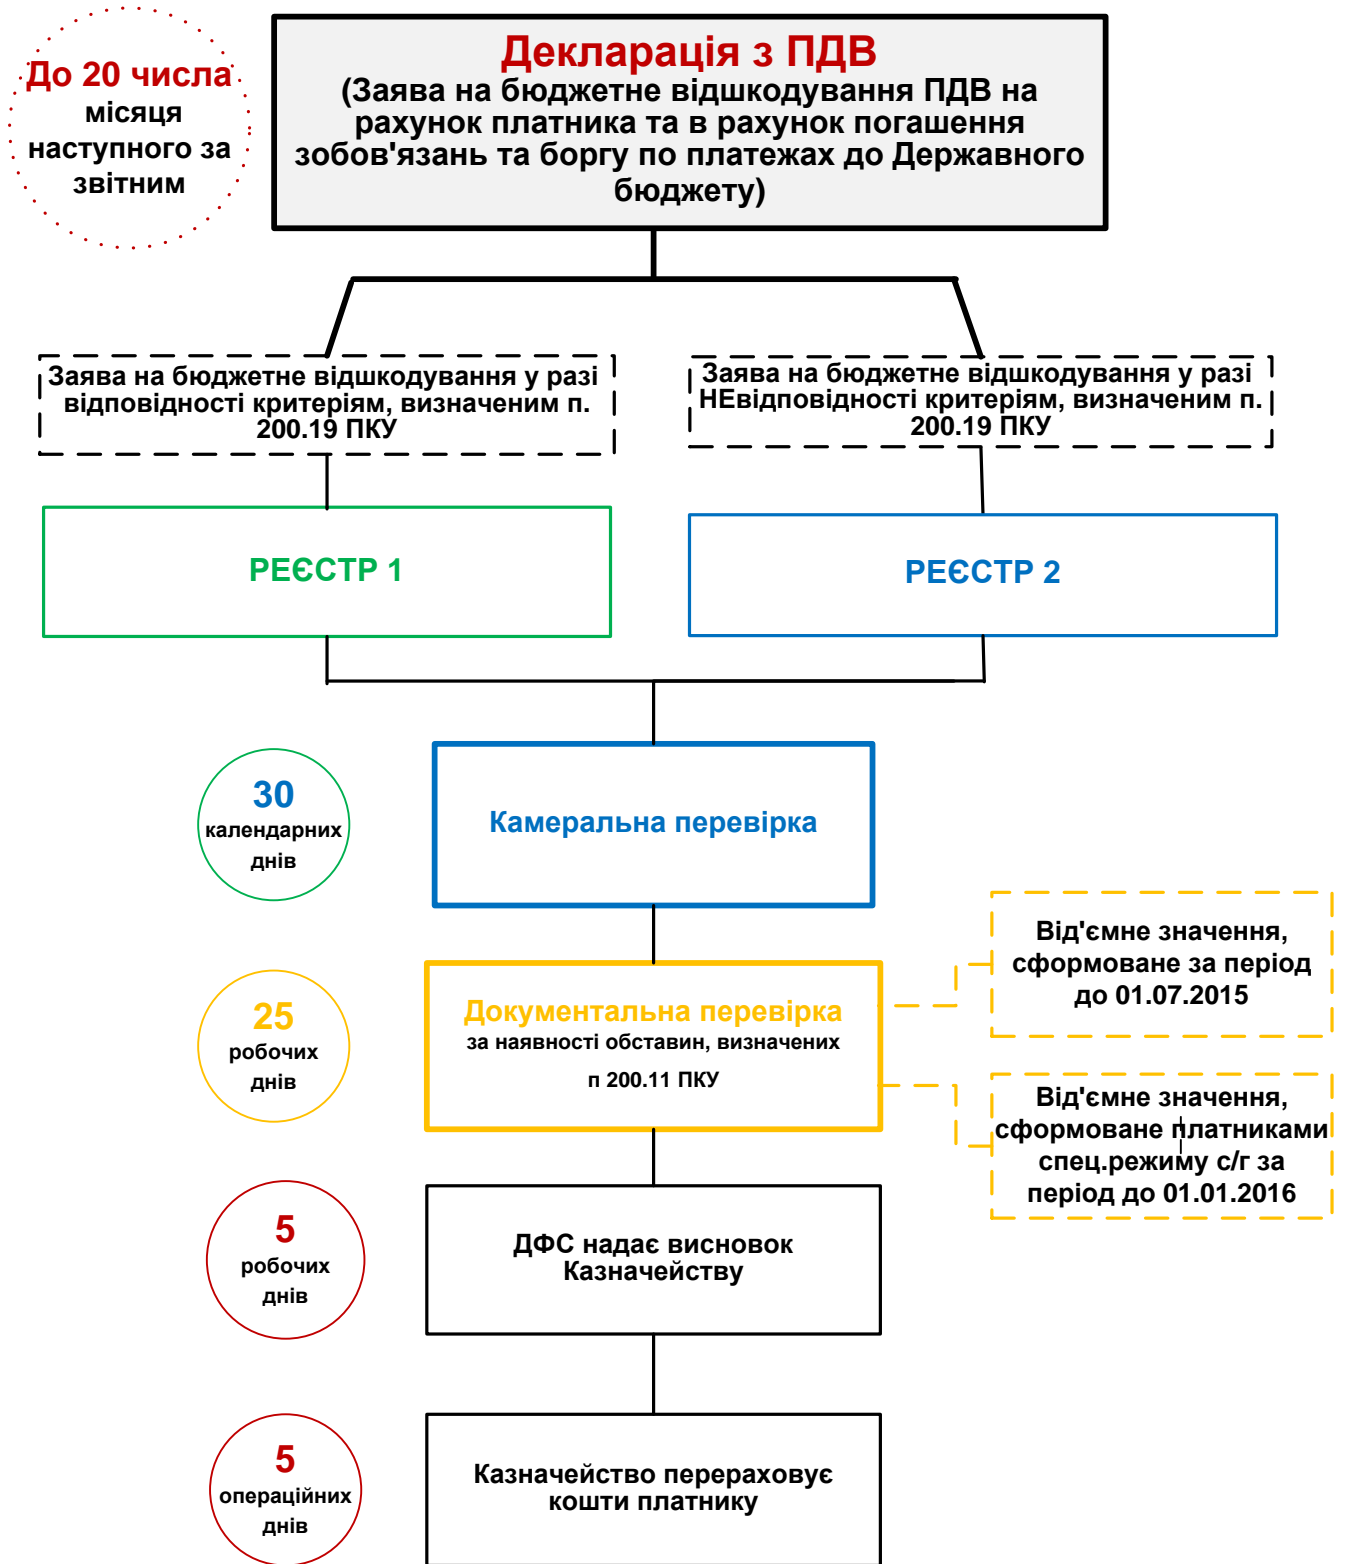 До 20 числа
місяця
наступного за
звітним
Декларація з ПДВ
(Заява на бюджетне відшкодування ПДВ на
рахунок платника та в рахунок погашення
зобов'язань та боргу по платежах до Державного
бюджету)
Заява на бюджетне відшкодування у разі
відповідності критеріям, визначеним п.
200.19 ПКУ
Заява на бюджетне відшкодування у разі
НЕвідповідності критеріям, визначеним п.
200.19 ПКУ
РЕЄСТР 1
РЕЄСТР 2
30
календарних
днів
Камеральна перевірка
25
робочих
днів
Документальна перевірка
за наявності обставин, визначених
п 200.11 ПКУ
Від'ємне значення,
сформоване за період
до 01.07.2015
Від'ємне значення,
сформоване платниками
спец.режиму с/г за
період до 01.01.2016
5
робочих
днів
ДФС надає висновок
Казначейству
5
операційних
днів
Казначейство перераховує
кошти платнику